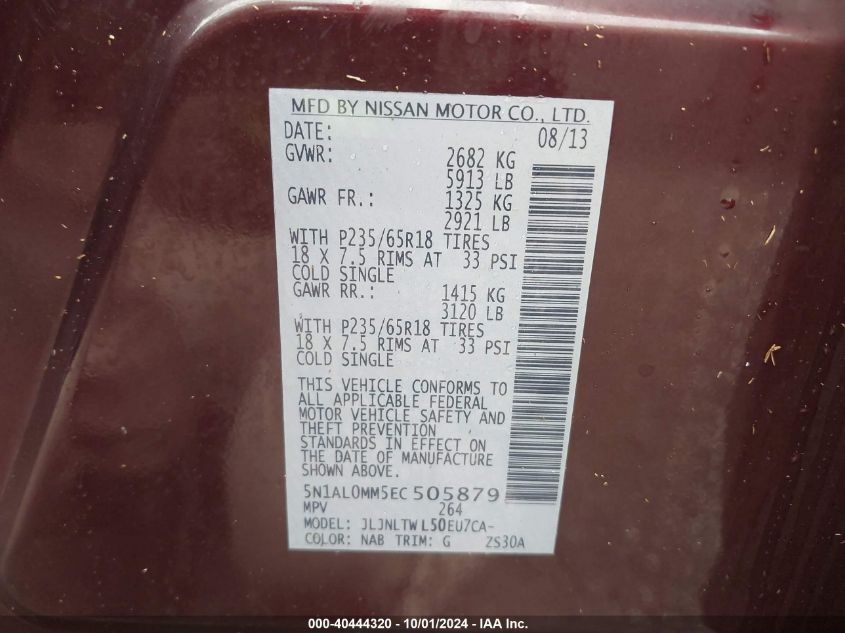 MFD BY NISSAN MOTOR CO., LTD.
DATE: 08/13
GVWR: 2682 KG
5913 LB
GAWR FR.: 1325 KG
2921 LB
WITH P235/65R18 TIRES
18 X 7.5 RIMS AT 33 PSI
COLD SINGLE
GAWR RR.: 1415 KG
3120 LB
WITH P235/65R18 TIRES
18 X 7.5 RIMS AT 33 PSI
COLD SINGLE
THIS VEHICLE CONFORMS TO
ALL APPLICABLE FEDERAL
MOTOR VEHICLE SAFETY AND
THEFT PREVENTION
STANDARDS IN EFFECT ON
THE DATE OF MANUFACTURE
SHOWN ABOVE.
5N1AL0MM5EC505879
MPV 264
MODEL: JLJNLTWL50EU7CA-
COLOR: NAB TRIM: G ZS30A
000-40444320 - 10/01/2024 - IAA Inc.